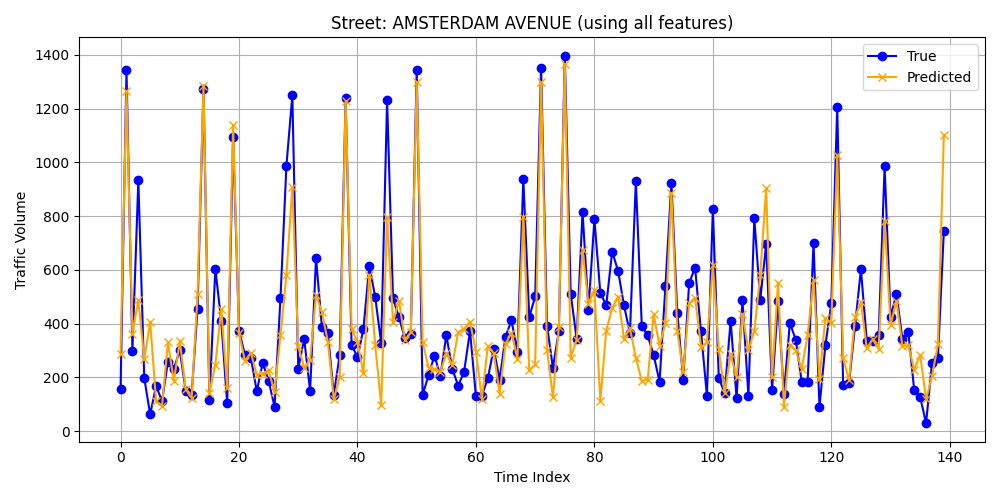 Street: AMSTERDAM AVENUE (using all features)
True
Predicted
Traffic Volume
1400
1200
1000
800
600
400
200
0
0 20 40 60 80 100 120 140
Time Index